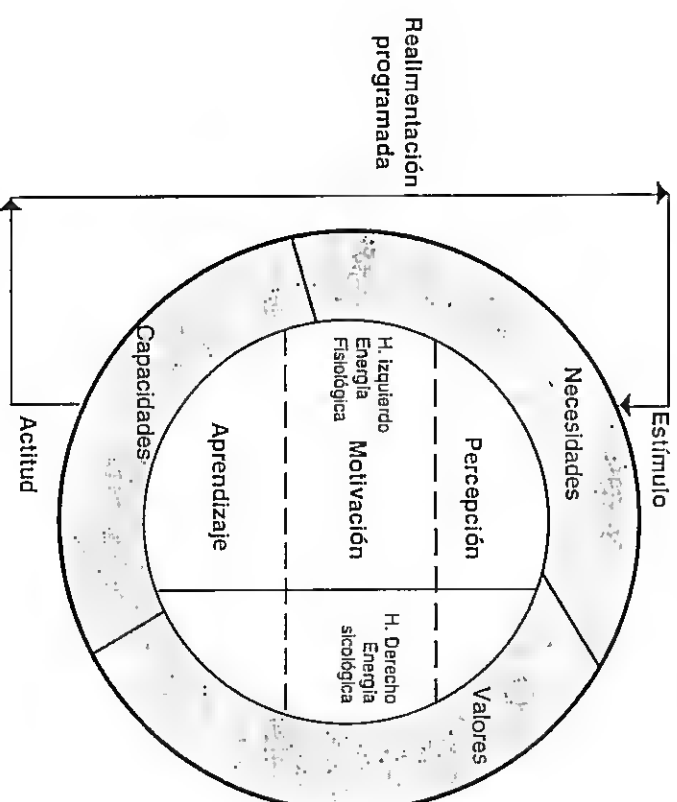 Estímulo
Necesidades
Valores
Percepción
Realimentación
programada
H. izquierdo
Energía
Fisiológica
Motivación
H. Derecho
Energía
sicológica
Aprendizaje
Capacidades
Actitud